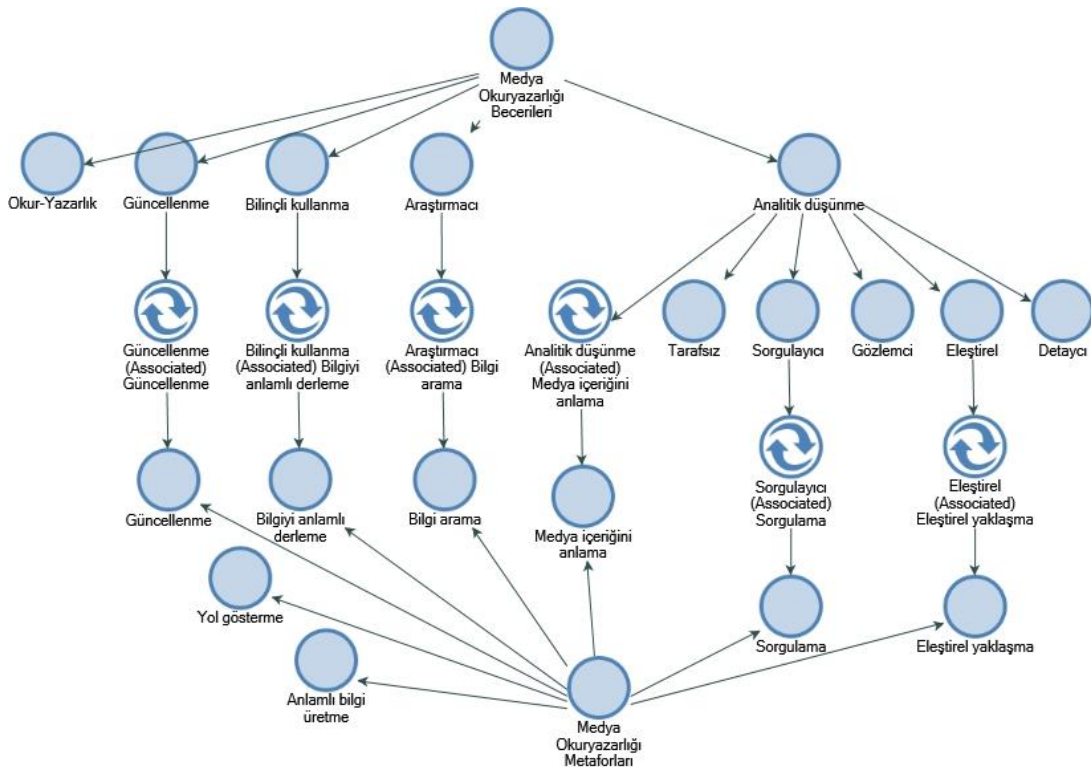 Medya
Okuryazarlığı
Becerileri
Okur-Yazarlık
Güncellenme
Bilinçli kullanma
Araştırmacı
Analitik düşünme
Güncellenme
(Associated)
Güncellenme
Bilinçli kullanma
(Associated) Bilgiyi
anlamlı derleme
Araştırmacı
(Associated) Bilgi
arama
Analitik düşünme
(Associated)
Medya içeriğini
anlama
Tarafsız
Sorgulayıcı
Gözlemci
Eleştirel
Detaycı
Sorgulayıcı
(Associated)
Sorgulama
Eleştirel
(Associated)
Eleştirel yaklaşma
Güncellenme
Bilgiyi anlamlı
derleme
Bilgi arama
Medya içeriğini
anlama
Yol gösterme
Sorgulama
Eleştirel yaklaşma
Anlamlı bilgi
üretme
Medya
Okuryazarlığı
Metaforları